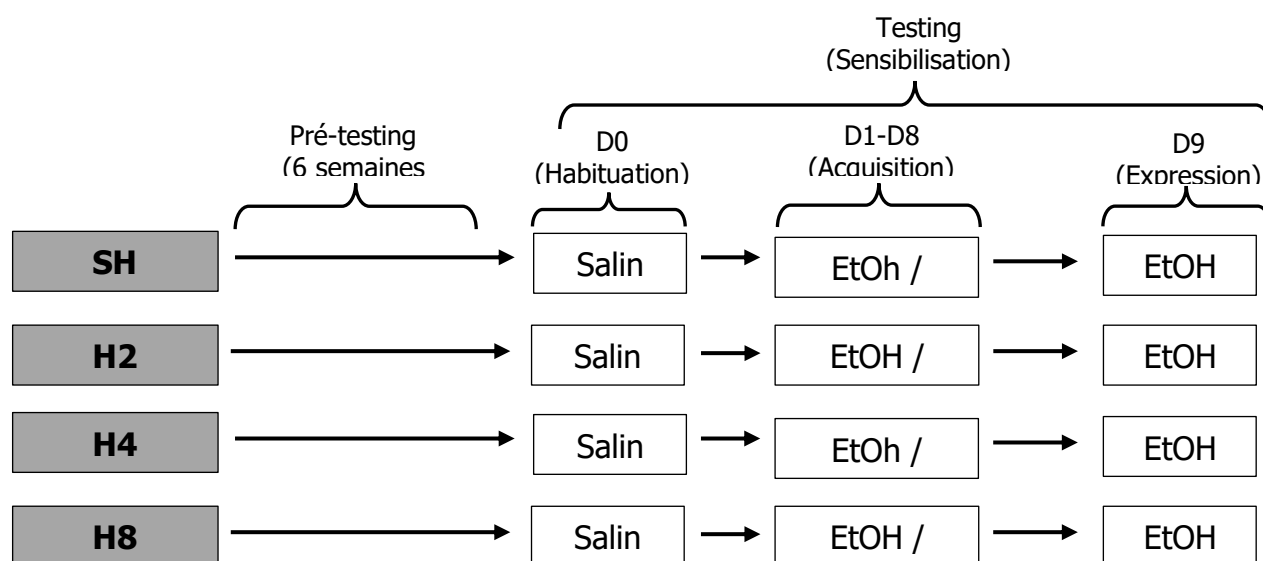 Testing
(Sensibilisation)
Pré-testing
(6 semaines
D0
(Habituation)
D1-D8
(Acquisition)
D9
(Expression)
SH
Salin
EtOh /
EtOH
H2
Salin
EtOH /
EtOH
H4
Salin
EtOh /
EtOH
H8
Salin
EtOH /
EtOH